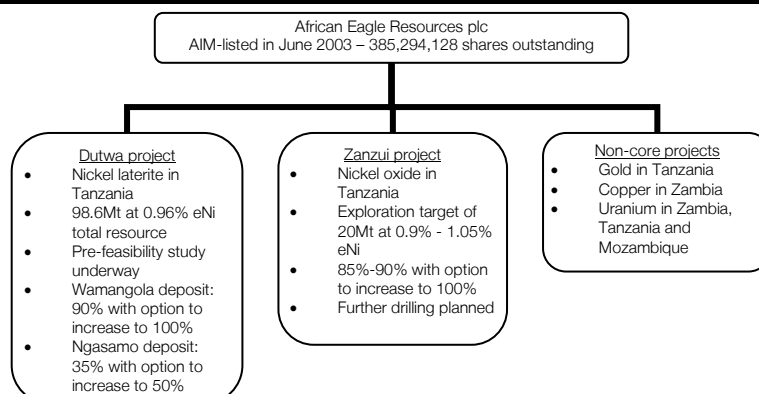 African Eagle Resources plc
AIM-listed in June 2003 – 385,294,128 shares outstanding
Dutwa project
• Nickel laterite in
Tanzania
• 98.6Mt at 0.96% eNi
total resource
• Pre-feasibility study
underway
• Wamangola deposit:
90% with option to
increase to 100%
• Ngasamo deposit:
35% with option to
increase to 50%
Zanzui project
• Nickel oxide in
Tanzania
• Exploration target of
20Mt at 0.9% - 1.05%
eNi
• 85%-90% with option
to increase to 100%
• Further drilling planned
Non-core projects
• Gold in Tanzania
• Copper in Zambia
• Uranium in Zambia,
Tanzania and
Mozambique